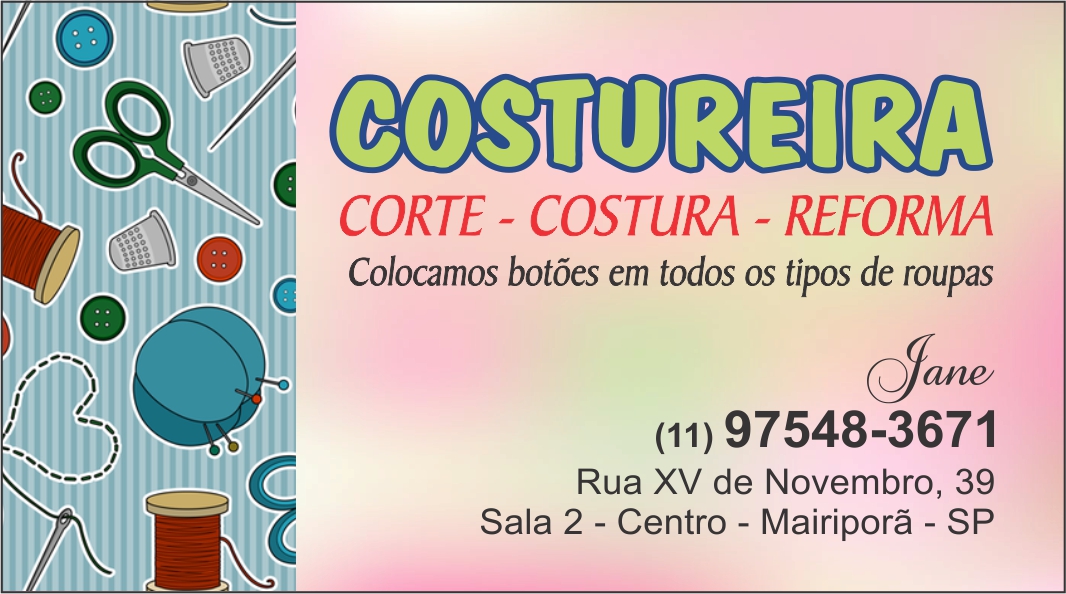 COSTUREIRA
CORTE - COSTURA - REFORMA
Colocamos botões em todos os tipos de roupas
Jane
(11) 97548-3671
Rua XV de Novembro, 39
Sala 2 - Centro - Mairiporã - SP